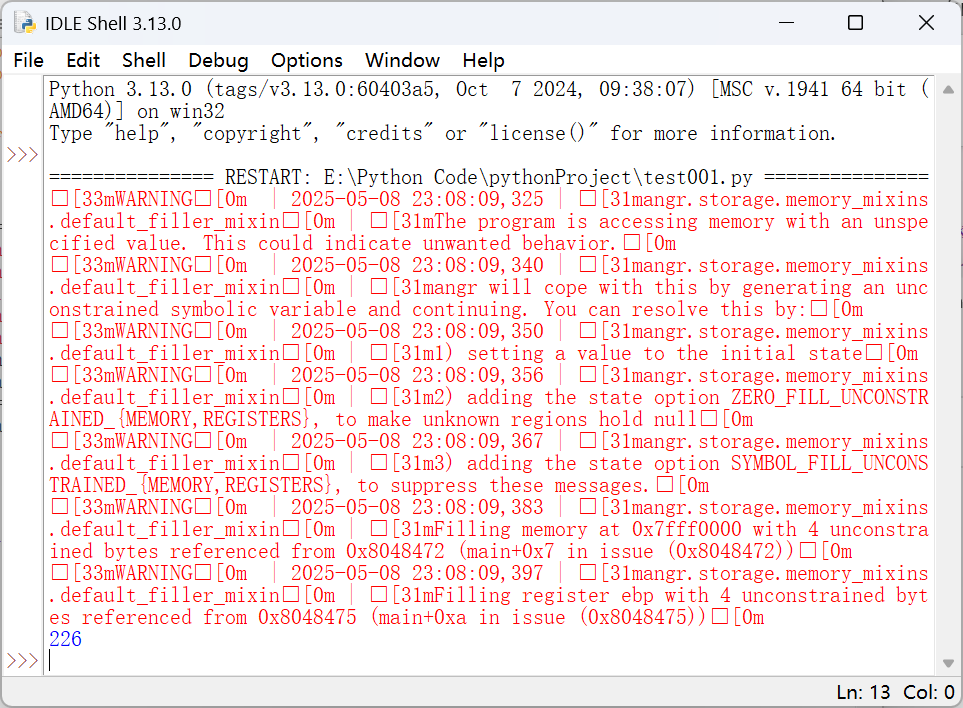 IDLE Shell 3.13.0
File Edit Shell Debug Options Window Help
Python 3.13.0 (tags/v3.13.0:60403a5, Oct  7 2024, 09:38:07) [MSC v.1941 64 bit (
AMD64)] on win32
Type "help", "copyright", "credits" or "license()" for more information.
>>>
=============== RESTART: E:\Python Code\pythonProject\test001.py ===============
□[33mWARNING□[0m  | 2025-05-08 23:08:09,325 | □[31mangr.storage.memory_mixins
.default_filler_mixin□[0m | □[31mThe program is accessing memory with an unspe
cified value. This could indicate unwanted behavior.□[0m
□[33mWARNING□[0m  | 2025-05-08 23:08:09,340 | □[31mangr.storage.memory_mixins
.default_filler_mixin□[0m | □[31mangr will cope with this by generating an unc
onstrained symbolic variable and continuing. You can resolve this by:□[0m
□[33mWARNING□[0m  | 2025-05-08 23:08:09,350 | □[31mangr.storage.memory_mixins
.default_filler_mixin□[0m | □[31m1) setting a value to the initial state□[0m
□[33mWARNING□[0m  | 2025-05-08 23:08:09,356 | □[31mangr.storage.memory_mixins
.default_filler_mixin□[0m | □[31m2) adding the state option ZERO_FILL_UNCONSTR
AINED_{MEMORY,REGISTERS}, to make unknown regions hold null□[0m
□[33mWARNING□[0m  | 2025-05-08 23:08:09,367 | □[31mangr.storage.memory_mixins
.default_filler_mixin□[0m | □[31m3) adding the state option SYMBOL_FILL_UNCONS
TRAINED_{MEMORY,REGISTERS}, to suppress these messages.□[0m
□[33mWARNING□[0m  | 2025-05-08 23:08:09,383 | □[31mangr.storage.memory_mixins
.default_filler_mixin□[0m | □[31mFilling memory at 0x7fff0000 with 4 unconstra
ined bytes referenced from 0x8048472 (main+0x7 in issue (0x8048472))□[0m
□[33mWARNING□[0m  | 2025-05-08 23:08:09,397 | □[31mangr.storage.memory_mixins
.default_filler_mixin□[0m | □[31mFilling register ebp with 4 unconstrained byt
es referenced from 0x8048475 (main+0xa in issue (0x8048475))□[0m
226
>>>
Ln: 13 Col: 0